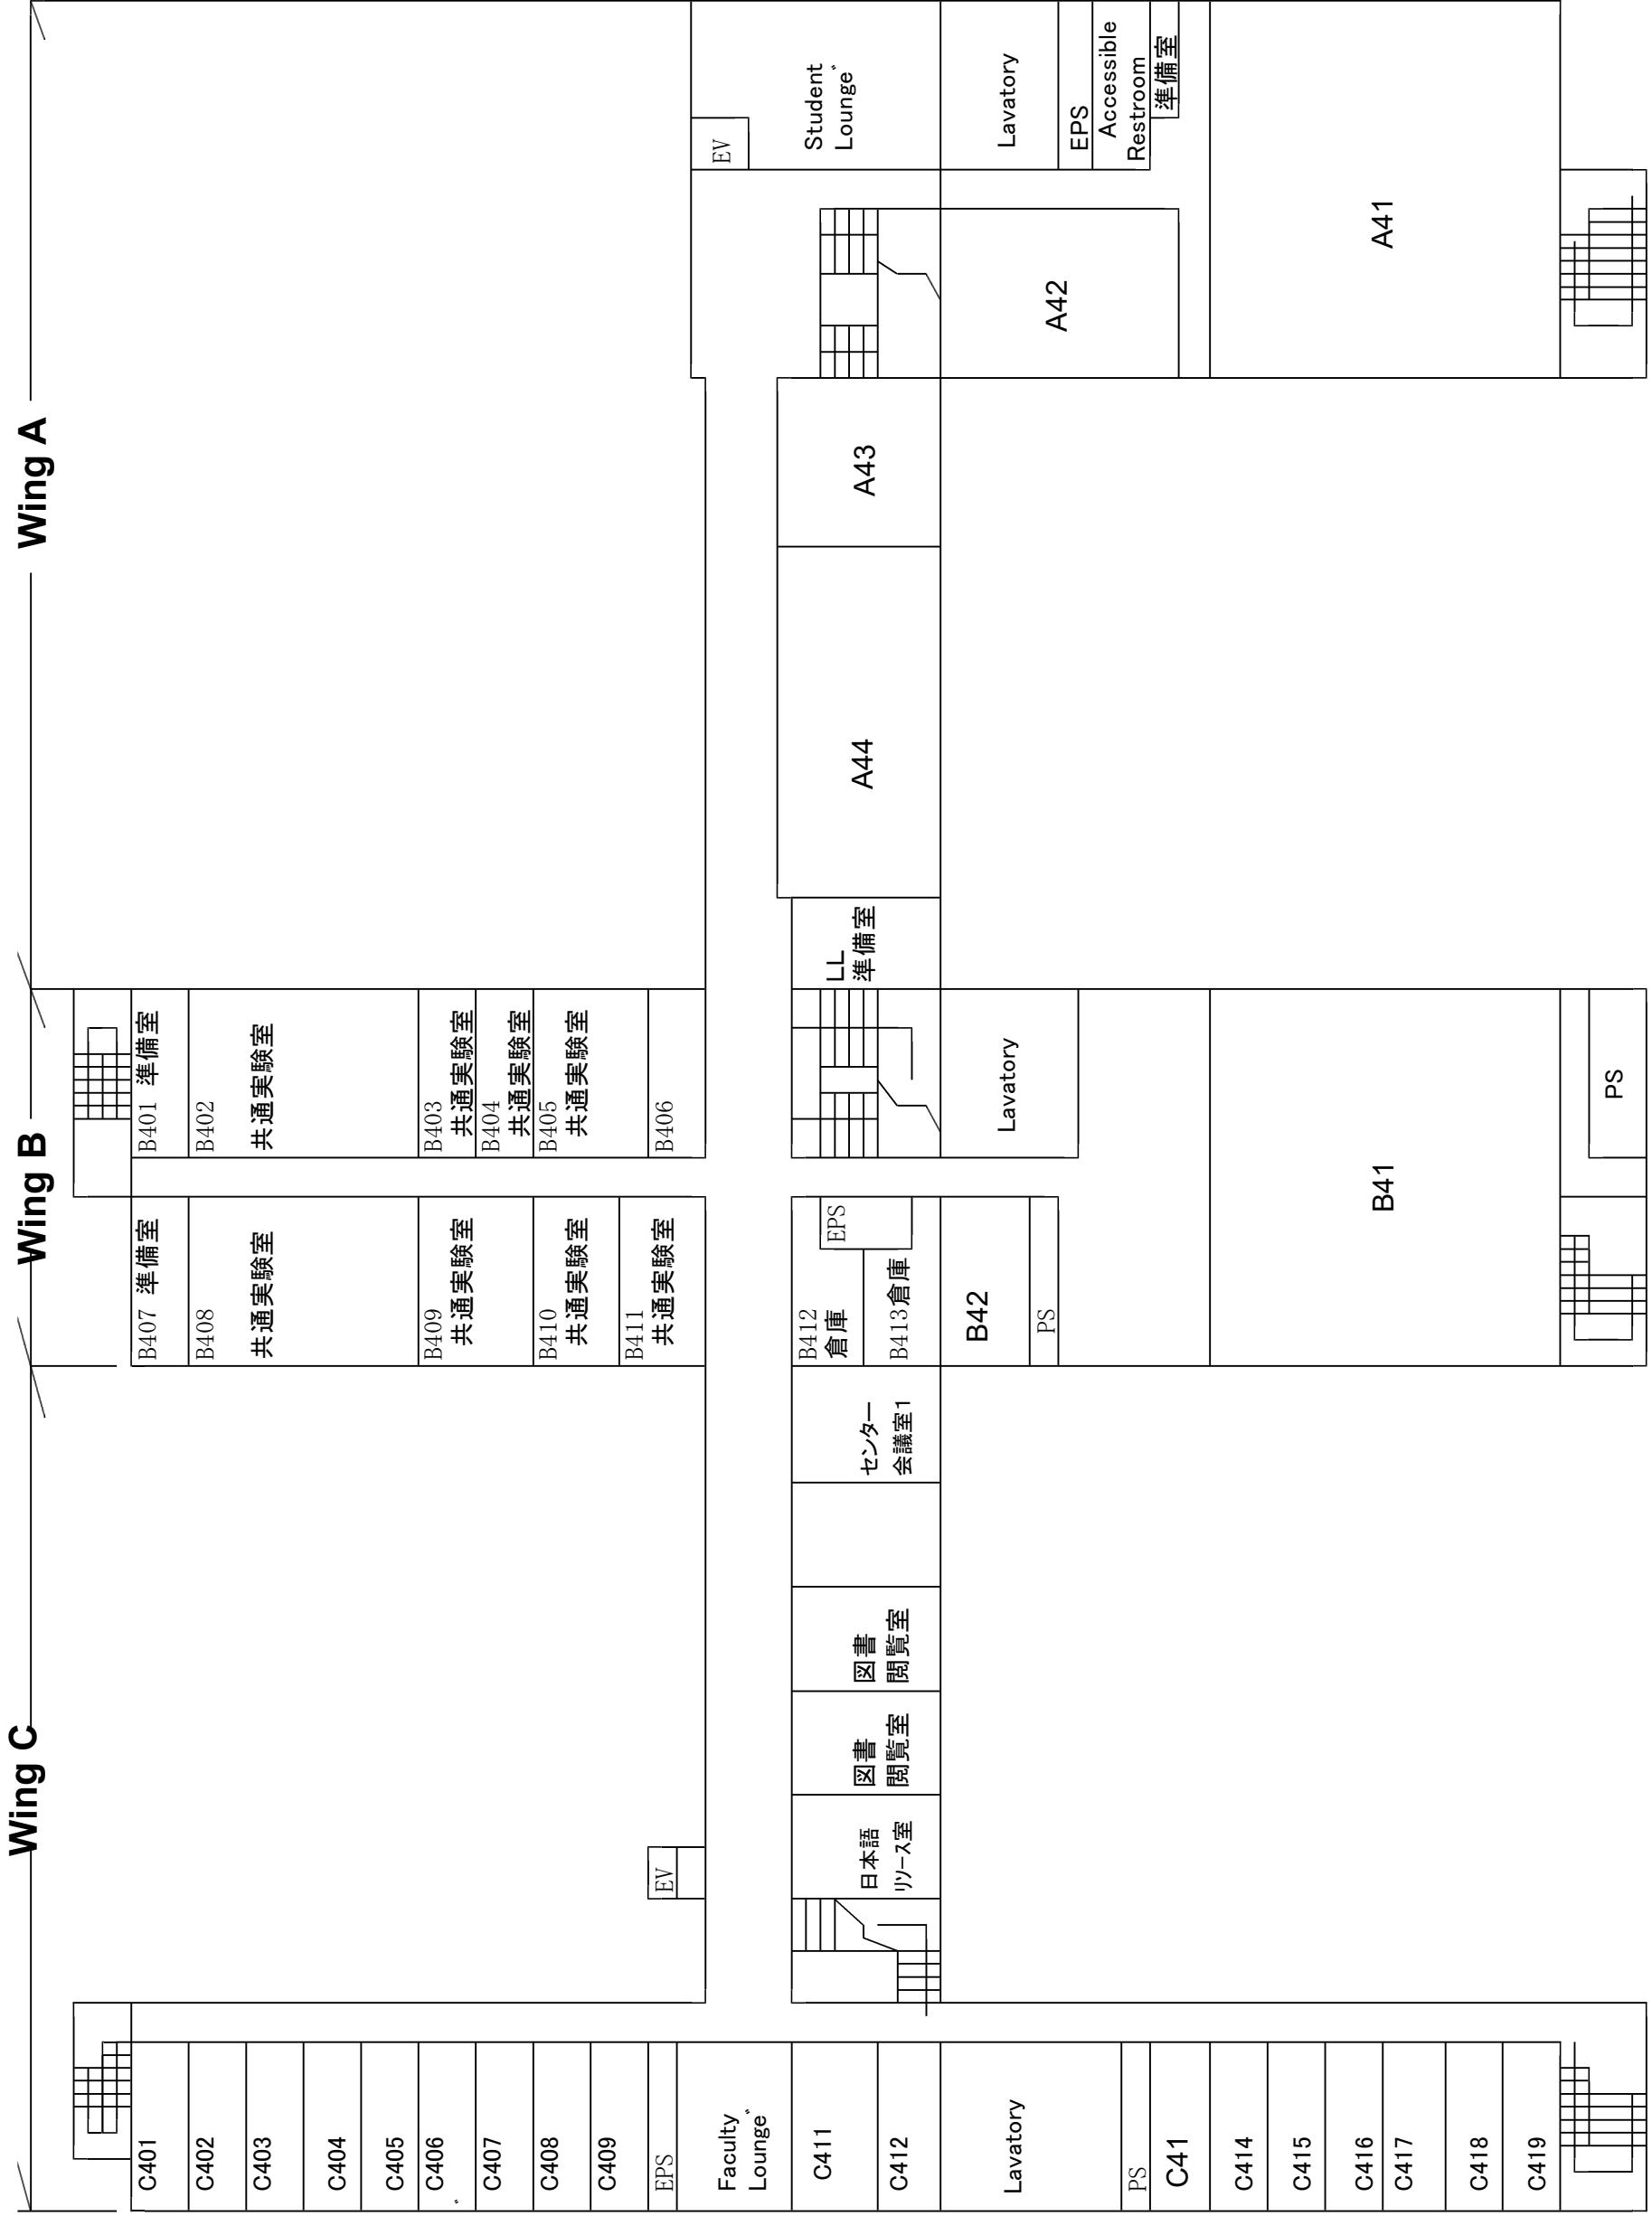 Wing C
Wing B
Wing A
C401
C402
C403
C404
C405
C406
C407
C408
C409
EPS
Faculty
Lounge
C411
C412
Lavatory
PS
C41
C414
C415
C416
C417
C418
C419
EV
日本語
リソース室
図書
閲覧室
図書
閲覧室
センター
会議室1
B407 準備室
B408
共通実験室
B409
共通実験室
B410
共通実験室
B411
共通実験室
B412
倉庫
EPS
B413倉庫
B42
PS
B41
B401 準備室
B402
共通実験室
B403
共通実験室
B404
共通実験室
B405
共通実験室
B406
Lavatory
PS
LL
準備室
A44
A43
A42
A41
EV
Student
Lounge
Lavatory
EPS
Accessible
Restroom
準備室